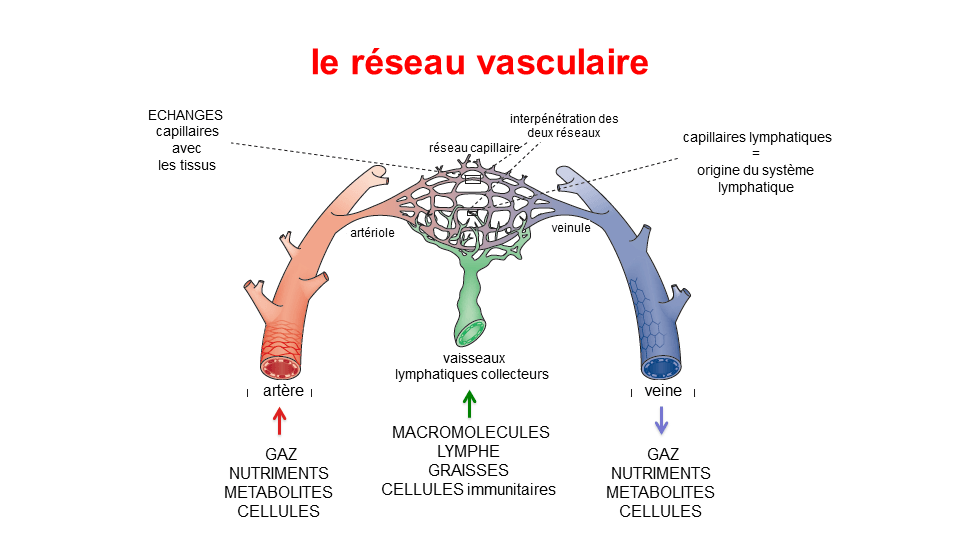 le réseau vasculaire
ECHANGES
capillaires
avec
les tissus
interpénétration des
deux réseaux
réseau capillaire
capillaires lymphatiques
=
origine du système
lymphatique
artériole
veinule
vaisseaux
lymphatiques collecteurs
artère
veine
MACROMOLECULES
LYMPHE
GRAISSES
CELLULES immunitaires
GAZ
NUTRIMENTS
METABOLITES
CELLULES
GAZ
NUTRIMENTS
METABOLITES
CELLULES